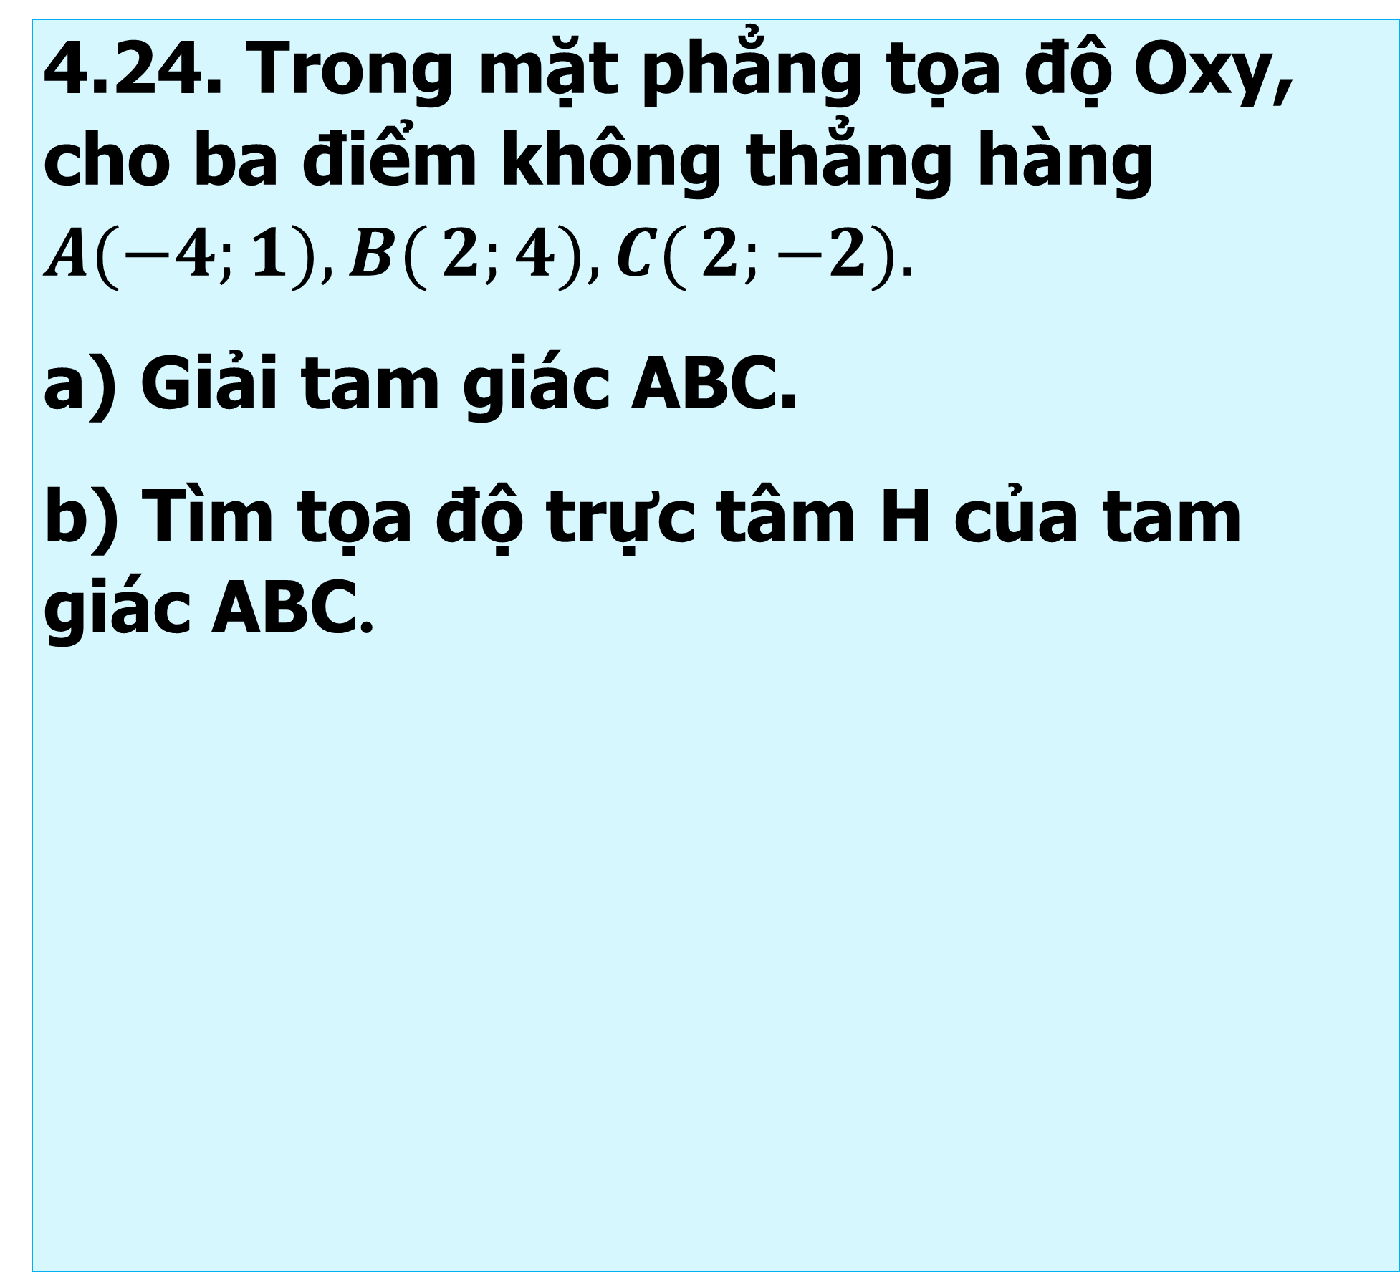 4.24. Trong mặt phẳng tọa độ Oxy,
cho ba điểm không thẳng hàng
A(−4; 1), B( 2; 4), C( 2; −2).
a) Giải tam giác ABC.
b) Tìm tọa độ trực tâm H của tam
giác ABC.